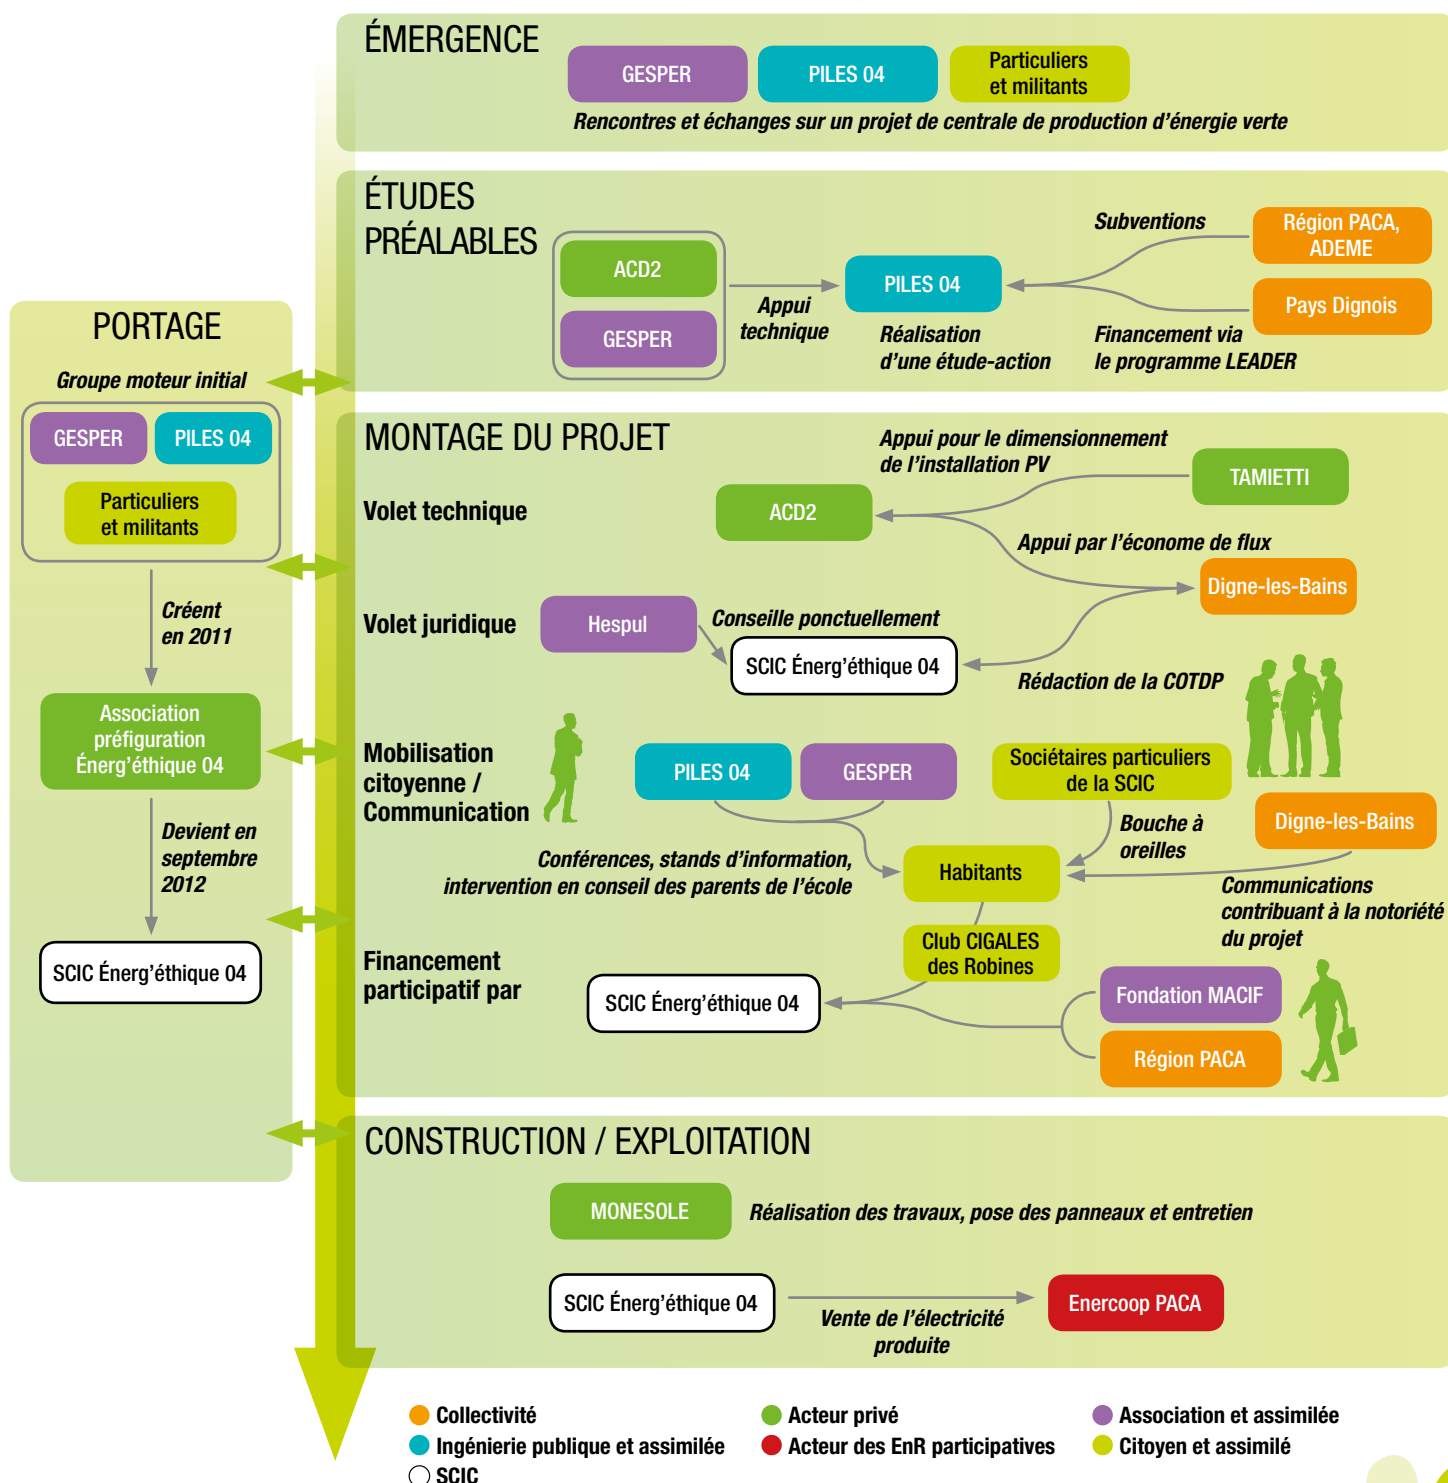 ÉMERGENCE
GESPER
PILES 04
Particuliers
et militants
Rencontres et échanges sur un projet de centrale de production d’énergie verte
ÉTUDES
PRÉALABLES
ACD2
GESPER
Appui
technique
PILES 04
Réalisation
d’une étude-action
Subventions
Région PACA,
ADEME
Pays Dignois
Financement via
le programme LEADER
PORTAGE
Groupe moteur initial
GESPER
PILES 04
Particuliers
et militants
Créent
en 2011
Association
préfiguration
Énerg’éthique 04
Devient en
septembre
2012
SCIC Énerg’éthique 04
MONTAGE DU PROJET
Appui pour le dimensionnement
de l’installation PV
TAMIETTI
Volet technique
ACD2
Appui par l’économe de flux
Digne-les-Bains
Volet juridique
Hespul
Conseille ponctuellement
SCIC Énerg’éthique 04
Rédaction de la COTDP
Mobilisation
citoyenne /
Communication
PILES 04
GESPER
Sociétaires particuliers
de la SCIC
Bouche à
oreilles
Digne-les-Bains
Conférences, stands d’information,
intervention en conseil des parents de l’école
Habitants
Communications
contribuant à la notoriété
du projet
Club CIGALES
des Robines
Financement
participatif par
SCIC Énerg’éthique 04
Fondation MACIF
Région PACA
CONSTRUCTION / EXPLOITATION
MONESOLE
Réalisation des travaux, pose des panneaux et entretien
SCIC Énerg’éthique 04
Vente de l’électricité
produite
Enercoop PACA
Collectivité
Acteur privé
Association et assimilée
Ingénierie publique et assimilée
Acteur des EnR participatives
Citoyen et assimilé
SCIC